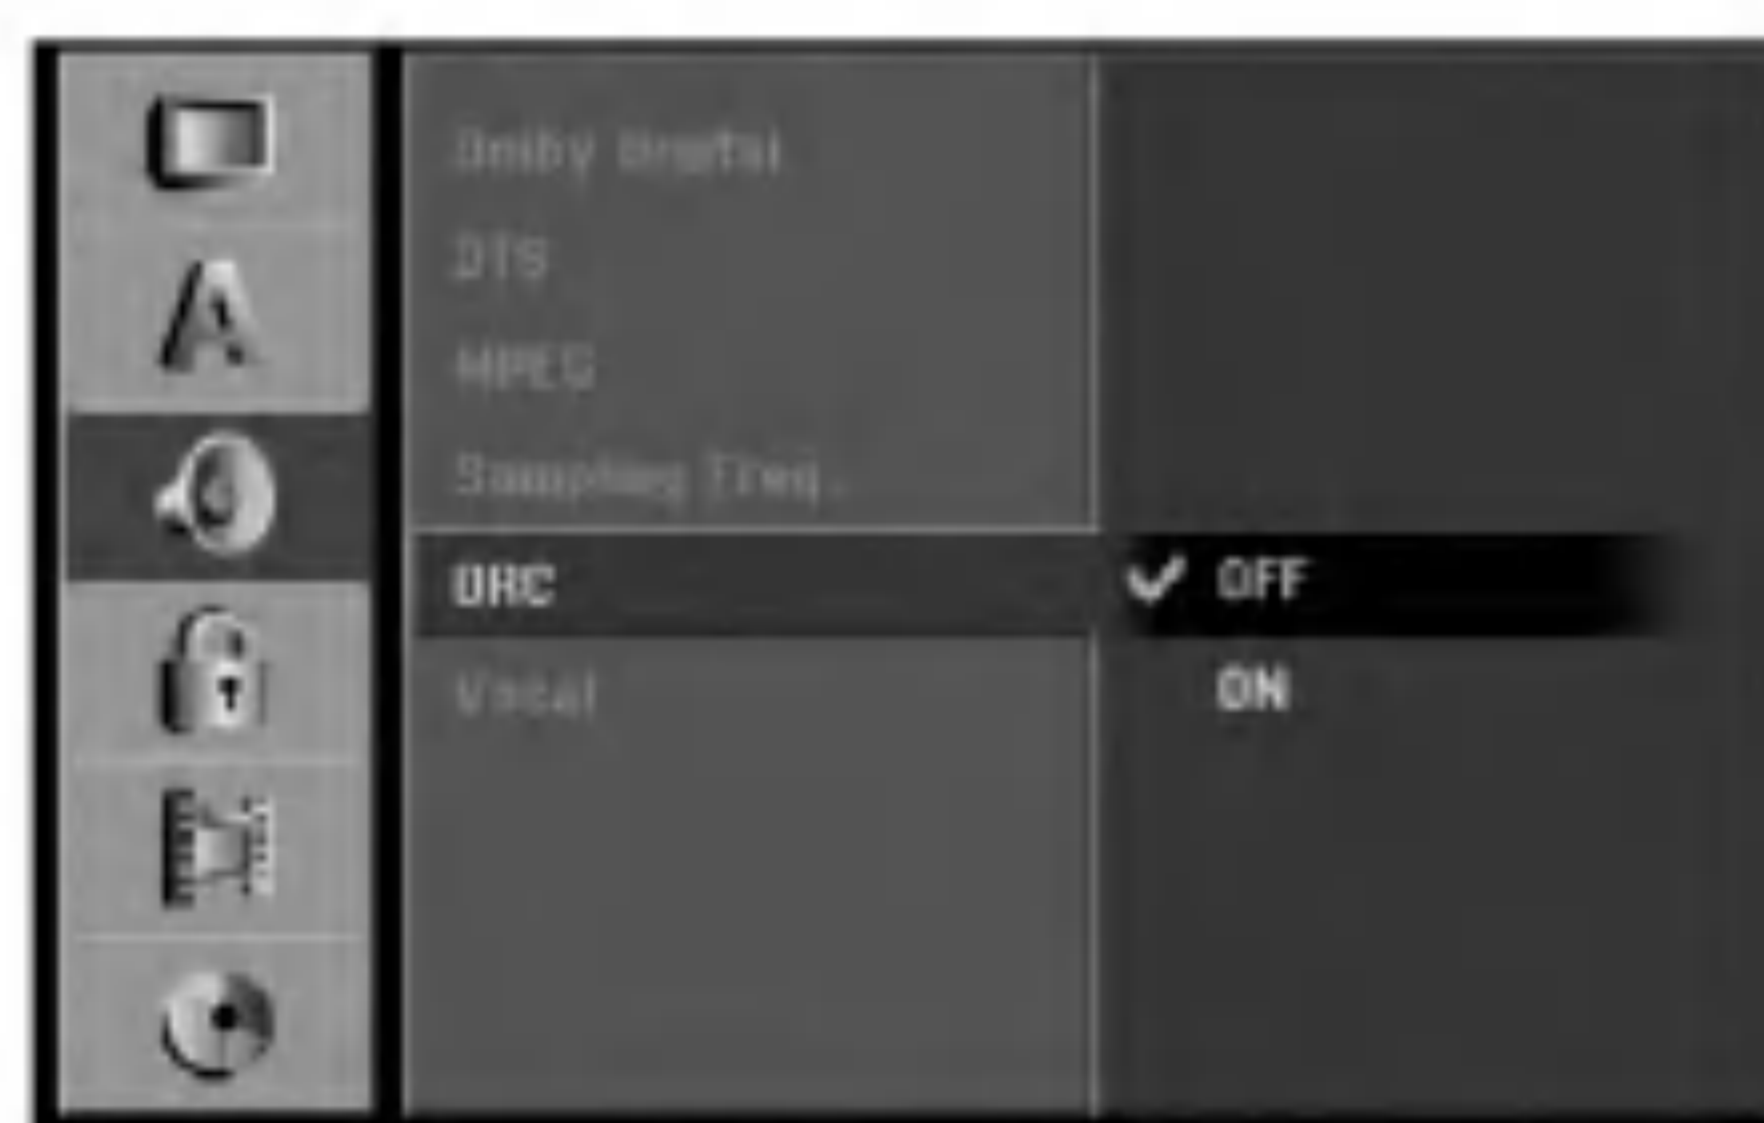 Dolby Digital
DTS
MPEG
Sampling Freq.
DRC
OFF
ON
Vocal